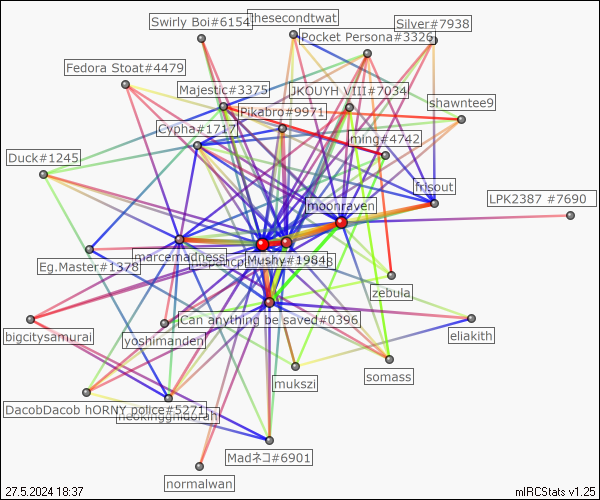 Swirly Boi#6154
thesecondtwat
Silver#7938
Pocket Persona#3326
Fedora Stoat#4479
Majestic#3375
JKOUYH VIII#7034
shawntee9
Pikabro#9971
Cypha#1717
ming#4742
Duck#1245
frisout
LPK2387 #7690
moonraven
marcemadness
Mushy#1984
Eg.Master#1378
zebula
Can anything be saved#0396
bigcitysamurai
yoshimanden
eliakith
mukszi
somass
DacobDacob hORNY police#5271
Madネコ#6901
normalwan
27.5.2024 18:37
mIRCStats v1.25